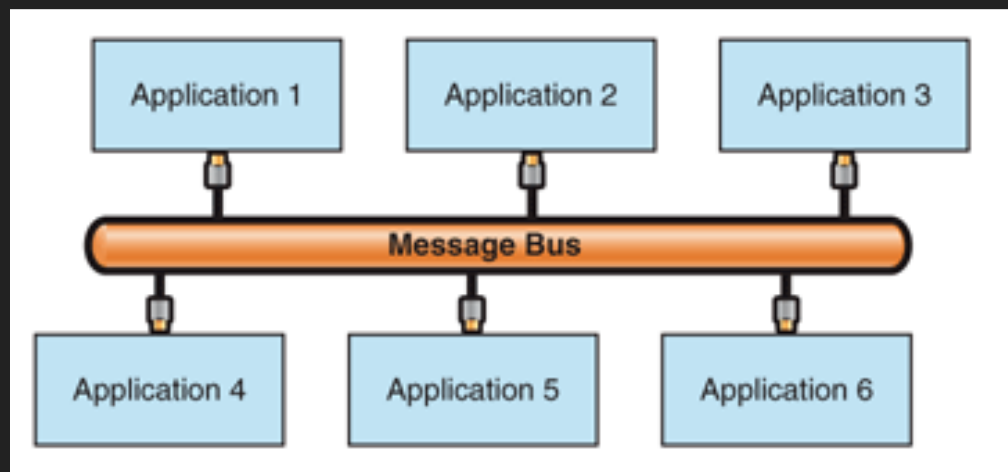 Application 1
Application 2
Application 3
Message Bus
Application 4
Application 5
Application 6